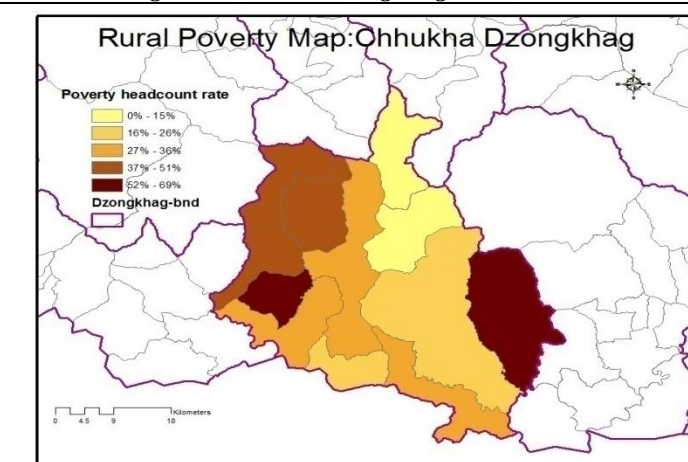 Rural Poverty Map:Chhukha Dzongkhag
Poverty headcount rate
0% - 15%
16% - 26%
27% - 36%
37% - 51%
52% - 69%
Dzongkhag-bnd
Kilometers
0 4.5 9 18